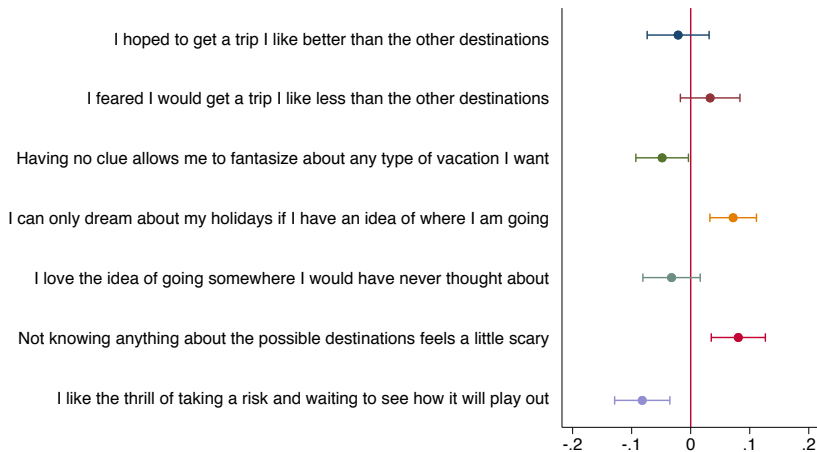 I hoped to get a trip I like better than the other destinations
I feared I would get a trip I like less than the other destinations
Having no clue allows me to fantasize about any type of vacation I want
I can only dream about my holidays if I have an idea of where I am going
I love the idea of going somewhere I would have never thought about
Not knowing anything about the possible destinations feels a little scary
I like the thrill of taking a risk and waiting to see how it will play out
-.2 -.1 0 .1 .2